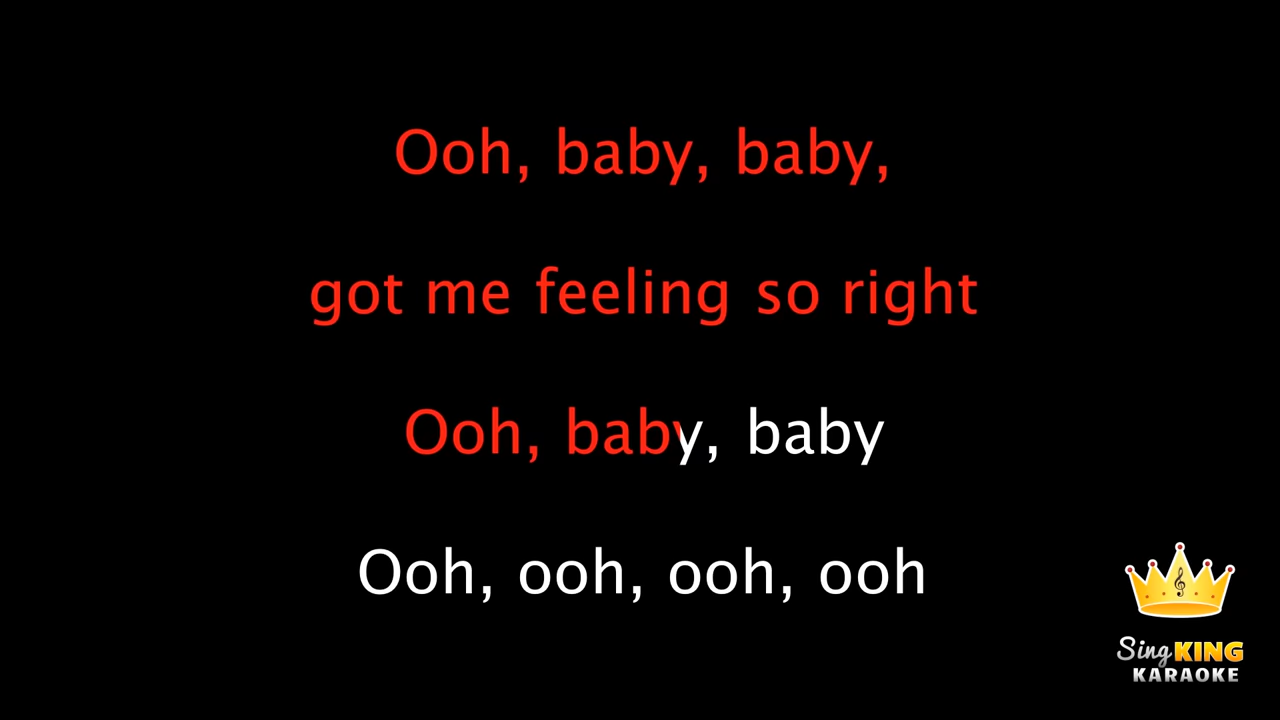 Ooh, baby, baby,
got me feeling so right
Ooh, baby, baby
Ooh, ooh, ooh, ooh
Sing KING
KARAOKE